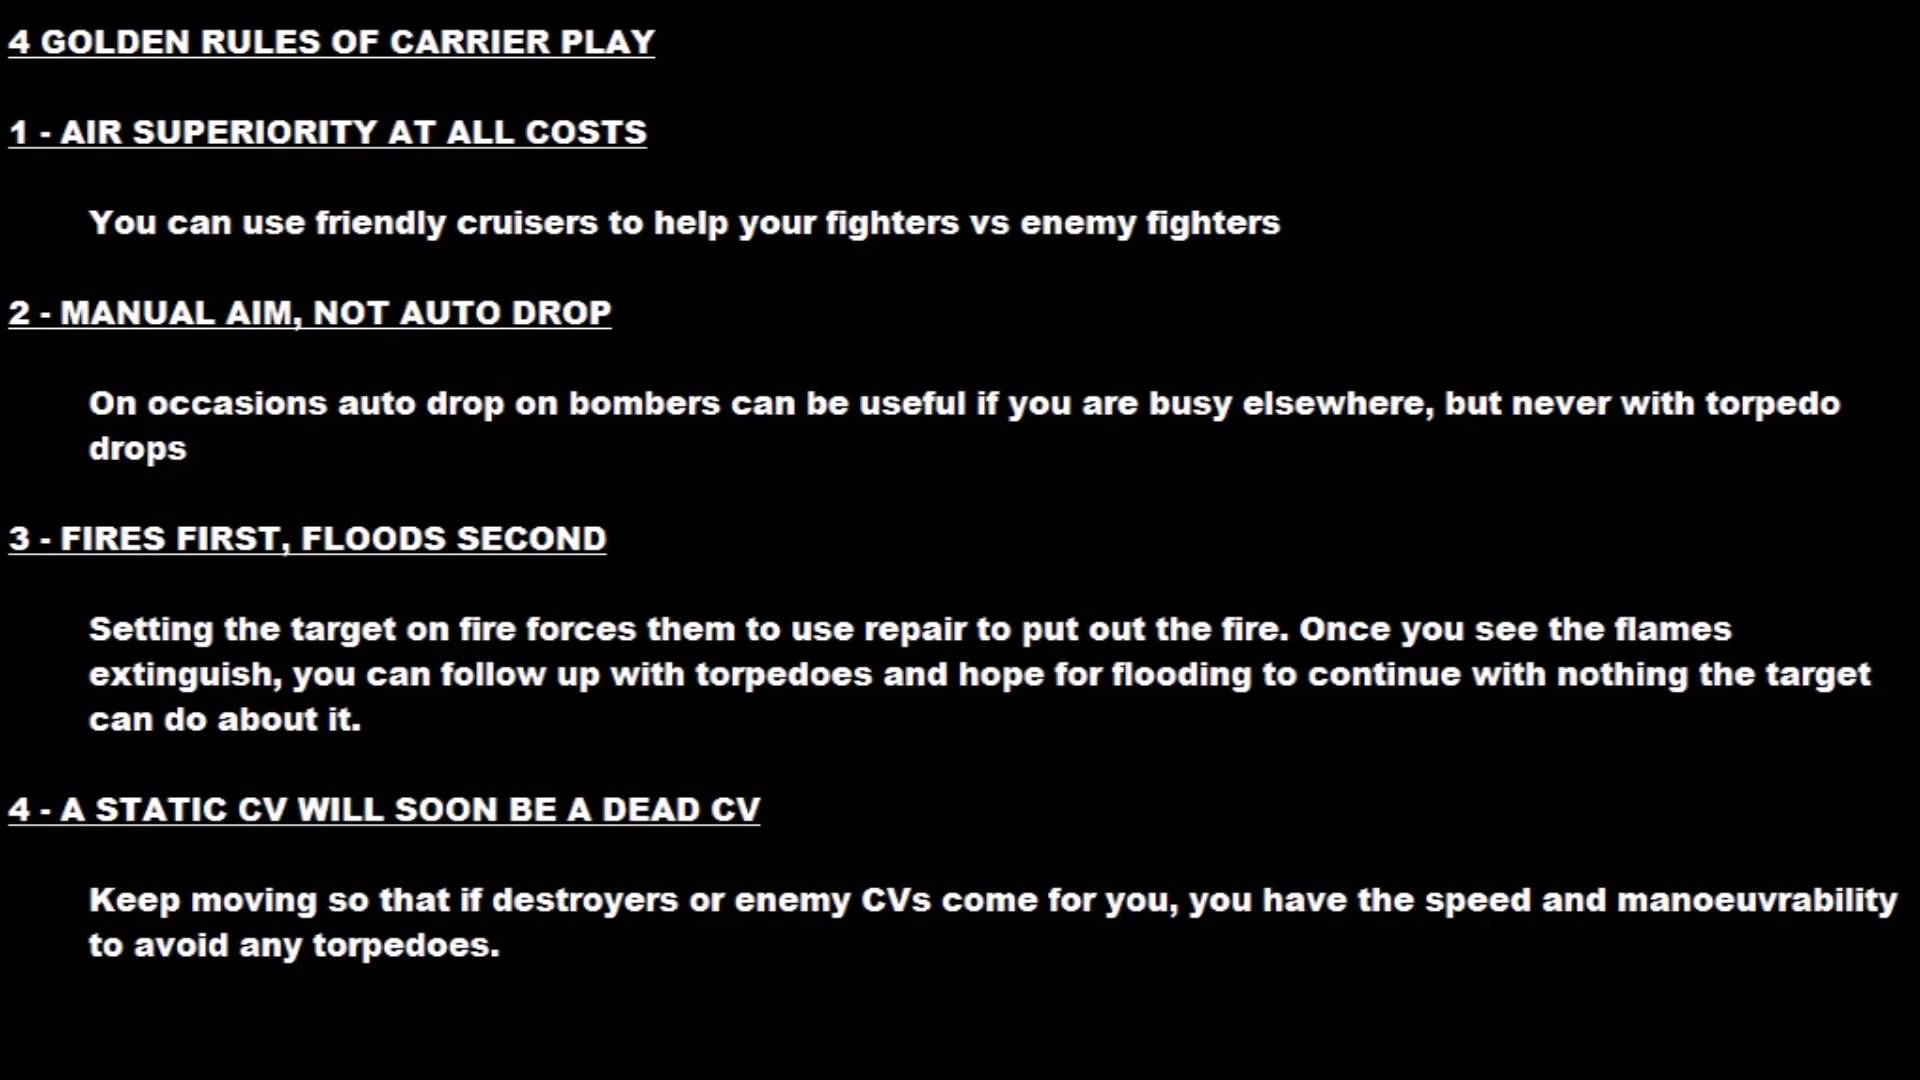 4 GOLDEN RULES OF CARRIER PLAY
1 - AIR SUPERIORITY AT ALL COSTS
You can use friendly cruisers to help your fighters vs enemy fighters
2 - MANUAL AIM, NOT AUTO DROP
On occasions auto drop on bombers can be useful if you are busy elsewhere, but never with torpedo
drops
3 - FIRES FIRST, FLOODS SECOND
Setting the target on fire forces them to use repair to put out the fire. Once you see the flames
extinguish, you can follow up with torpedoes and hope for flooding to continue with nothing the target
can do about it.
4 - A STATIC CV WILL SOON BE A DEAD CV
Keep moving so that if destroyers or enemy CVs come for you, you have the speed and manoeuvrability
to avoid any torpedoes.